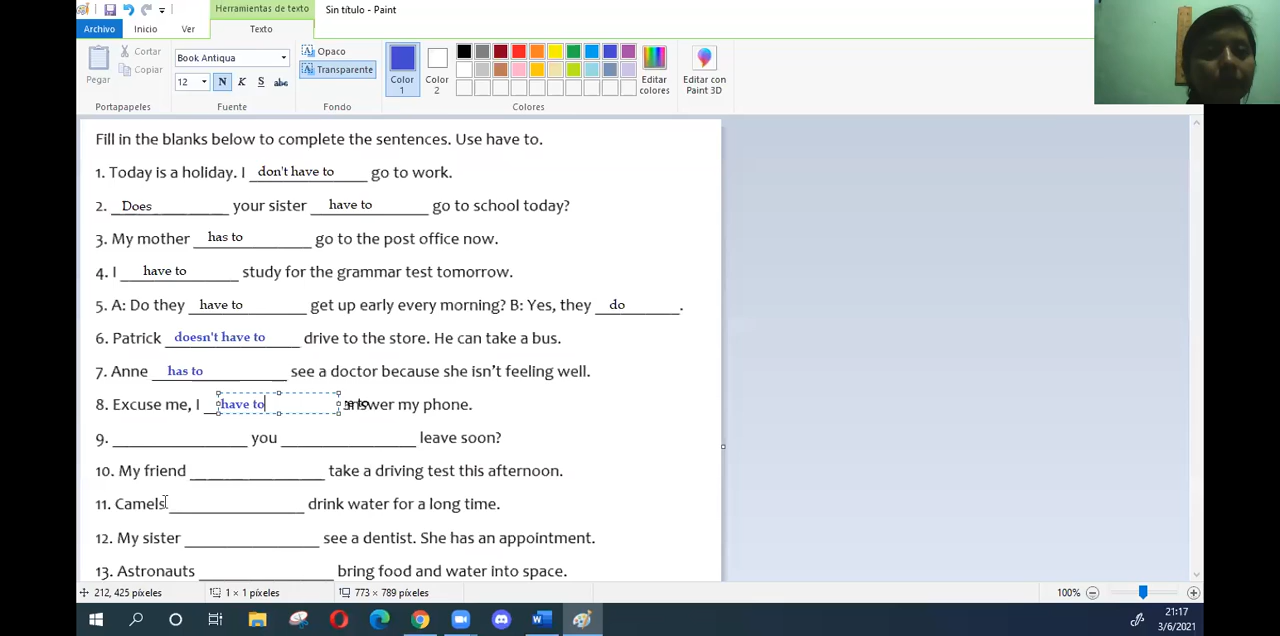 Herramientas de texto
Sin título - Paint
Archivo Inicio Ver Texto
Pegar
Cortar
Copiar
Book Antiqua
12 N K S abc
Opaco
Transparente
Color 1
Color 2
Editar colores
Editar con Paint 3D
Portapapeles Fuente Fondo Colores
Fill in the blanks below to complete the sentences. Use have to.
1. Today is a holiday. I don't have to go to work.
2. Does your sister have to go to school today?
3. My mother has to go to the post office now.
4. I have to study for the grammar test tomorrow.
5. A: Do they have to get up early every morning? B: Yes, they do.
6. Patrick doesn't have to drive to the store. He can take a bus.
7. Anne has to see a doctor because she isn't feeling well.
8. Excuse me, I have to answer my phone.
9. ______________ you ______________ leave soon?
10. My friend ______________ take a driving test this afternoon.
11. Camels ______________ drink water for a long time.
12. My sister ______________ see a dentist. She has an appointment.
13. Astronauts ______________ bring food and water into space.
212, 425 píxeles 1 × 1 píxeles 773 × 789 píxeles 100%
21:17
3/6/2021